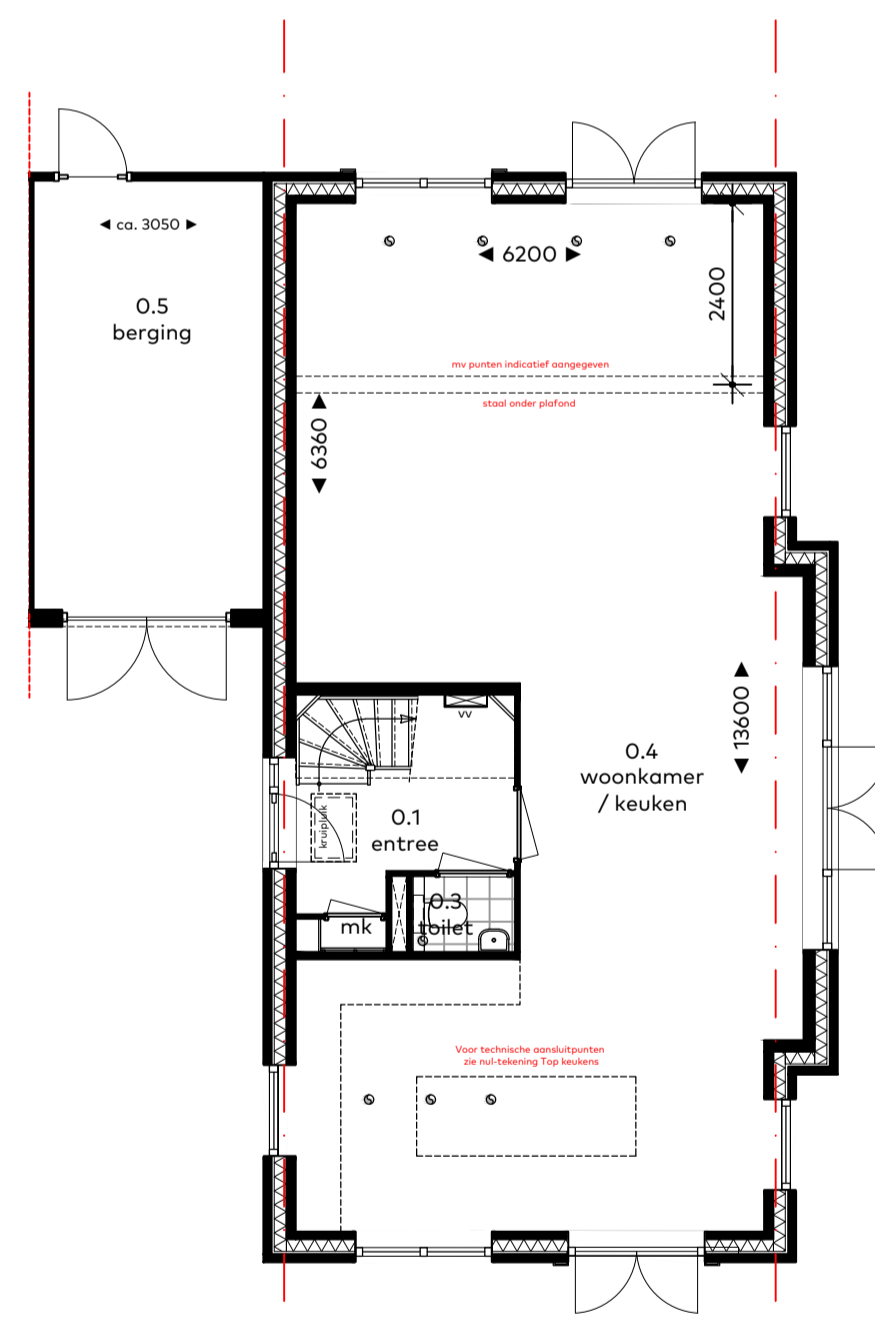 ◄ ca. 3050 ►
◄ 6200 ►
2400
0.5
berging
mv punten indicatief aangegeven
staal onder plafond
◄ 6360 ►
◄ 13600 ►
vv
0.4
woonkamer
/ keuken
kruipluik
0.1
entree
0.3
toilet
mk
Voor technische aansluitpunten
zie nul-tekening Top keukens